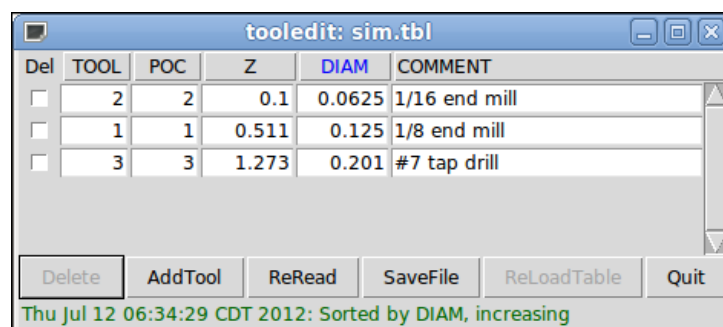 tooledit: sim.tbl
Del TOOL POC Z DIAM COMMENT
2 2 0.1 0.0625 1/16 end mill
1 1 0.511 0.125 1/8 end mill
3 3 1.273 0.201 #7 tap drill
Delete AddTool ReRead SaveFile ReLoadTable Quit
Thu Jul 12 06:34:29 CDT 2012: Sorted by DIAM, increasing